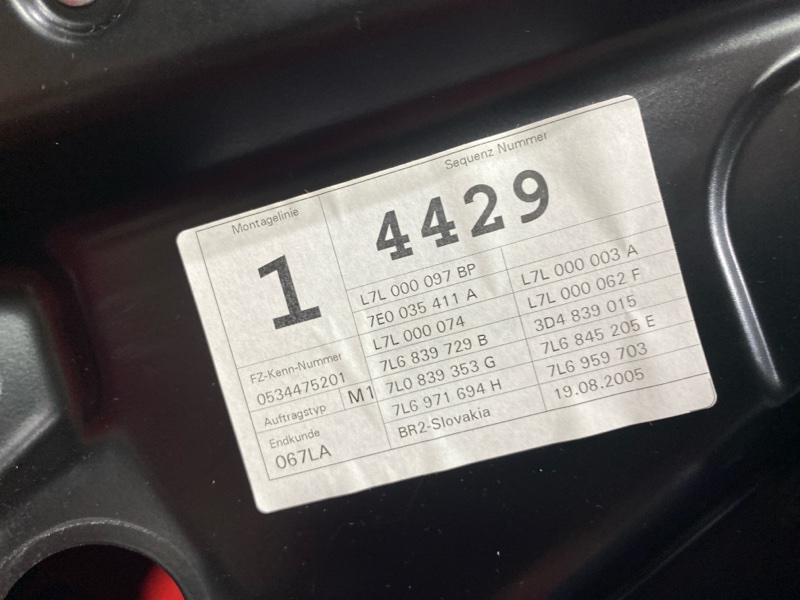 Montagelinie
1
Sequenz Nummer
4429
L7L 000 097 BP L7L 000 003 A
7E0 035 411 A L7L 000 062 F
L7L 000 074 3D4 839 015
7L6 839 729 B 7L6 845 205 E
7L0 839 353 G 7L6 959 703
7L6 971 694 H 19.08.2005
BR2-Slovakia
FZ-Kenn-Nummer
0534475201
Auftragstyp M1
Endkunde
067LA